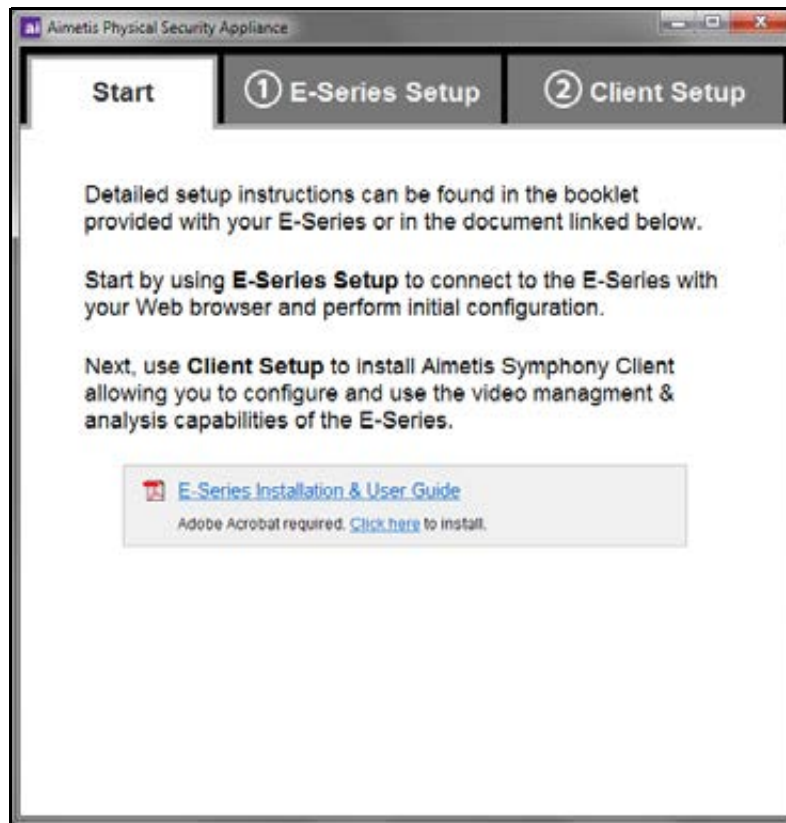 ai Aimetis Physical Security Appliance
Start
① E-Series Setup
② Client Setup
Detailed setup instructions can be found in the booklet
provided with your E-Series or in the document linked below.
Start by using E-Series Setup to connect to the E-Series with
your Web browser and perform initial configuration.
Next, use Client Setup to install Aimetis Symphony Client
allowing you to configure and use the video managment &
analysis capabilities of the E-Series.
E-Series Installation & User Guide
Adobe Acrobat required. Click here to install.